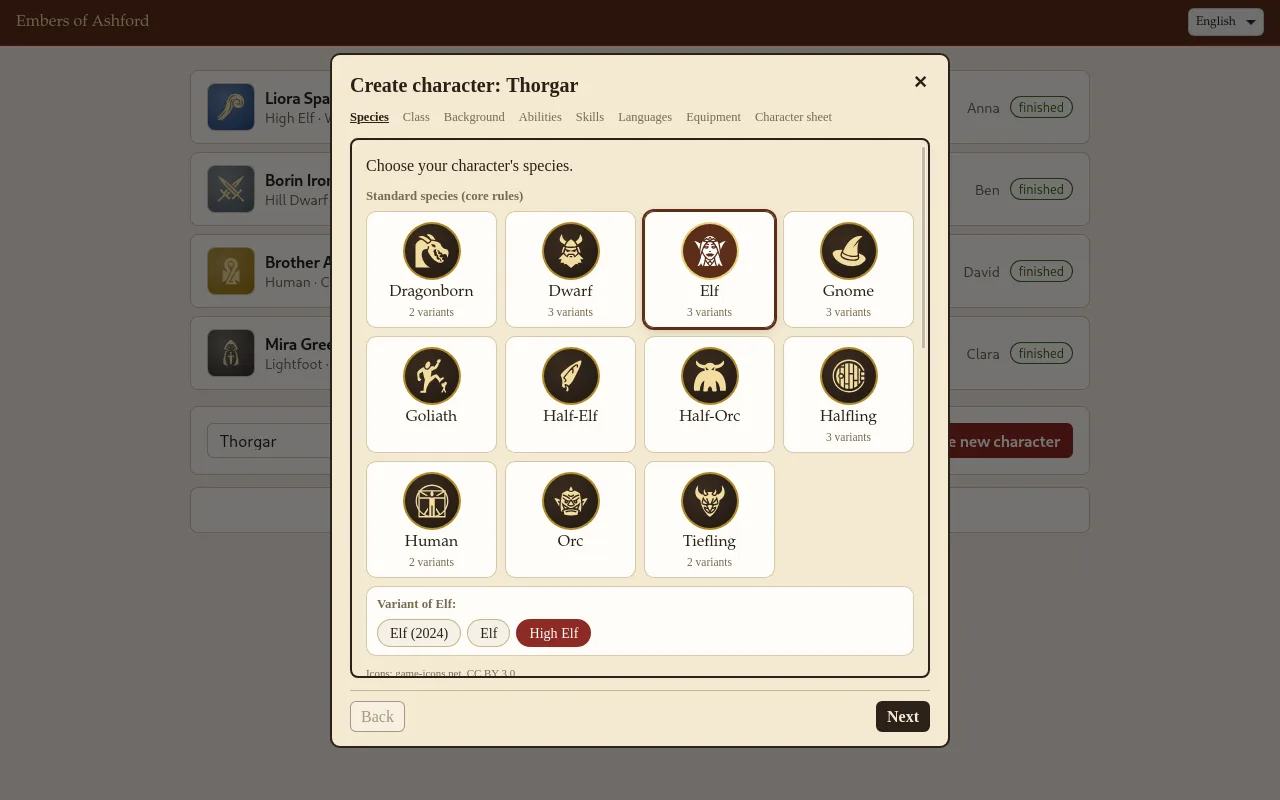 Embers of Ashford
English
Create character: Thorgar
✕
Species Class Background Abilities Skills Languages Equipment Character sheet
Choose your character's species.
Standard species (core rules)
Dragonborn
2 variants
Dwarf
3 variants
Elf
3 variants
Gnome
3 variants
Goliath
Half-Elf
Half-Orc
Halfling
3 variants
Human
2 variants
Orc
Tiefling
2 variants
Variant of Elf:
Elf (2024) Elf High Elf
Icons: game-icons.net, CC BY 3.0
Back
Next
Liora Spa
High Elf ·
Anna finished
Borin Iron
Hill Dwarf
Ben finished
Brother A
Human ·
David finished
Mira Gree
Lightfoot ·
Clara finished
Thorgar
new character